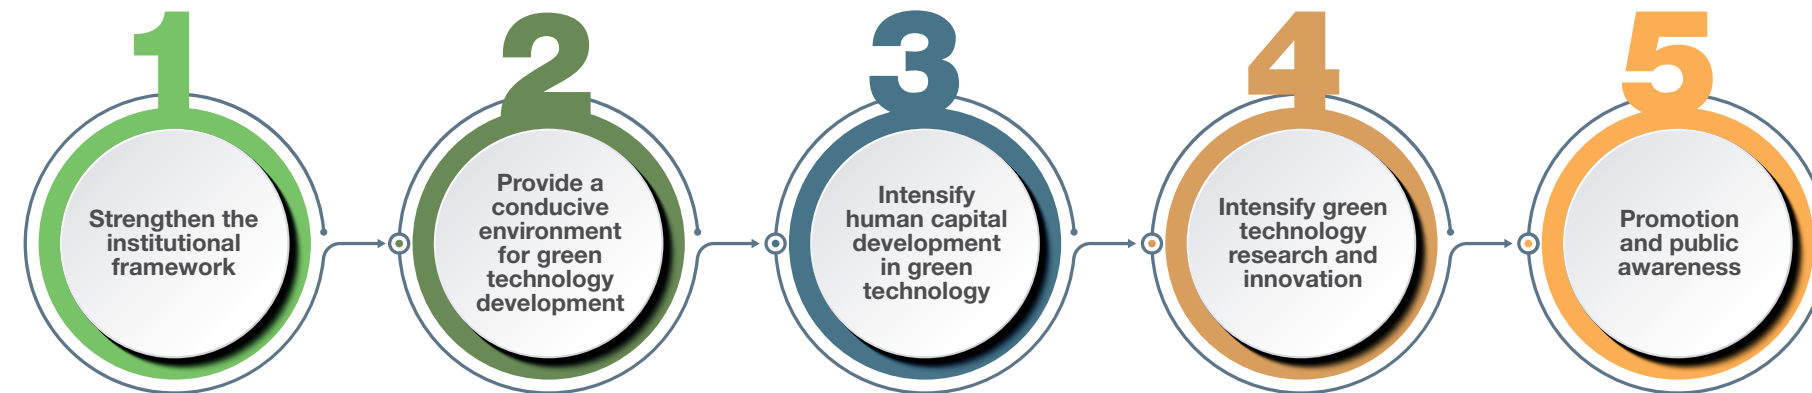 1
Strengthen the
institutional
framework
2
Provide a
conducive
environment
for green
technology
development
3
Intensify
human capital
development
in green
technology
4
Intensify green
technology
research and
innovation
5
Promotion
and public
awareness